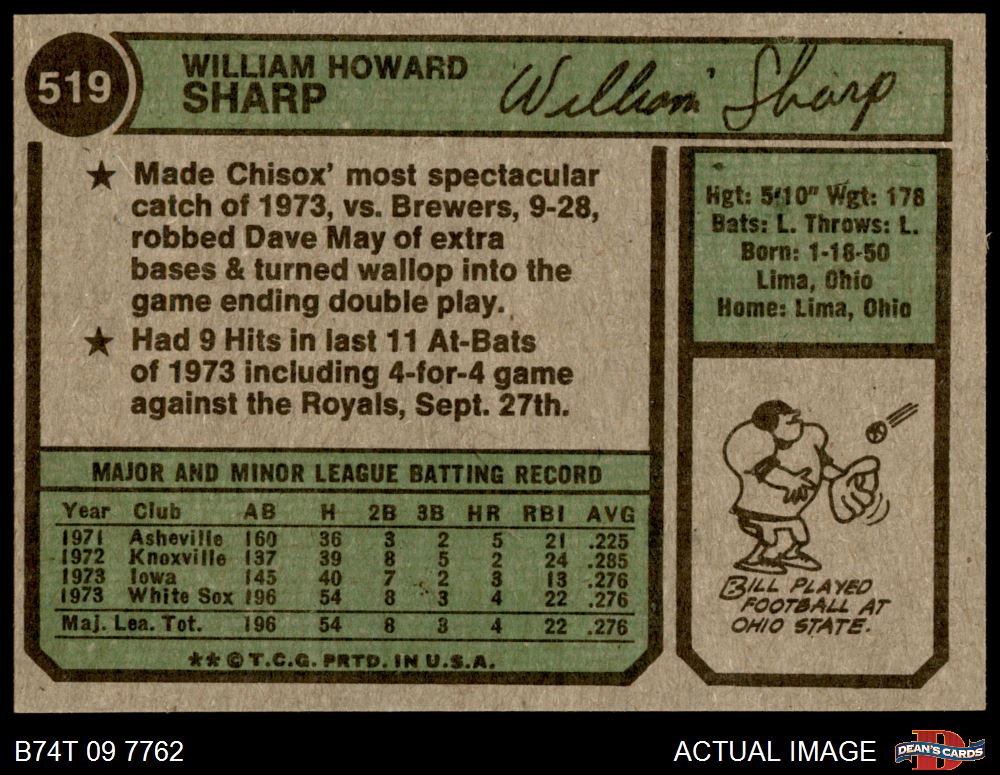 519
WILLIAM HOWARD
SHARP
William Sharp
★ Made Chisox' most spectacular
catch of 1973, vs. Brewers, 9-28,
robbed Dave May of extra
bases & turned wallop into the
game ending double play.
★ Had 9 Hits in last 11 At-Bats
of 1973 including 4-for-4 game
against the Royals, Sept. 27th.
Hgt: 5'10" Wgt: 178
Bats: L. Throws: L.
Born: 1-18-50
Lima, Ohio
Home: Lima, Ohio
MAJOR AND MINOR LEAGUE BATTING RECORD
Year Club AB H 2B 3B HR RBI AVG
1971 Asheville 160 36 3 2 5 21 .225
1972 Knoxville 137 39 8 5 2 24 .285
1973 Iowa 145 40 7 2 3 13 .276
1973 White Sox 196 54 8 3 4 22 .276
Maj. Lea. Tot. 196 54 8 3 4 22 .276
** © T.C.G. PRTD. IN U.S.A.
BILL PLAYED
FOOTBALL AT
OHIO STATE.
B74T 09 7762
ACTUAL IMAGE
DEAN'S CARDS